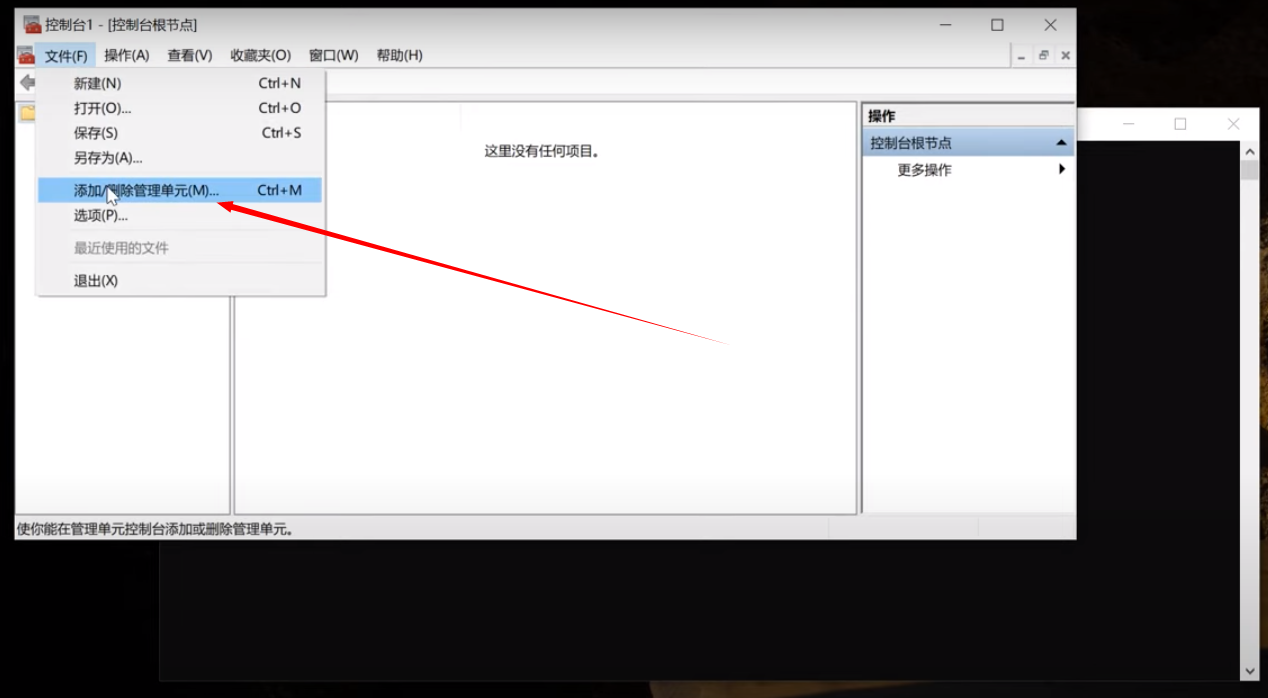 控制台1 - [控制台根节点]
文件(F) 操作(A) 查看(V) 收藏夹(O) 窗口(W) 帮助(H)
新建(N) Ctrl+N
打开(O)... Ctrl+O
保存(S) Ctrl+S
另存为(A)...
添加/删除管理单元(M)... Ctrl+M
选项(P)...
最近使用的文件
退出(X)
这里没有任何项目。
操作
控制台根节点
更多操作
使你能在管理单元控制台添加或删除管理单元。